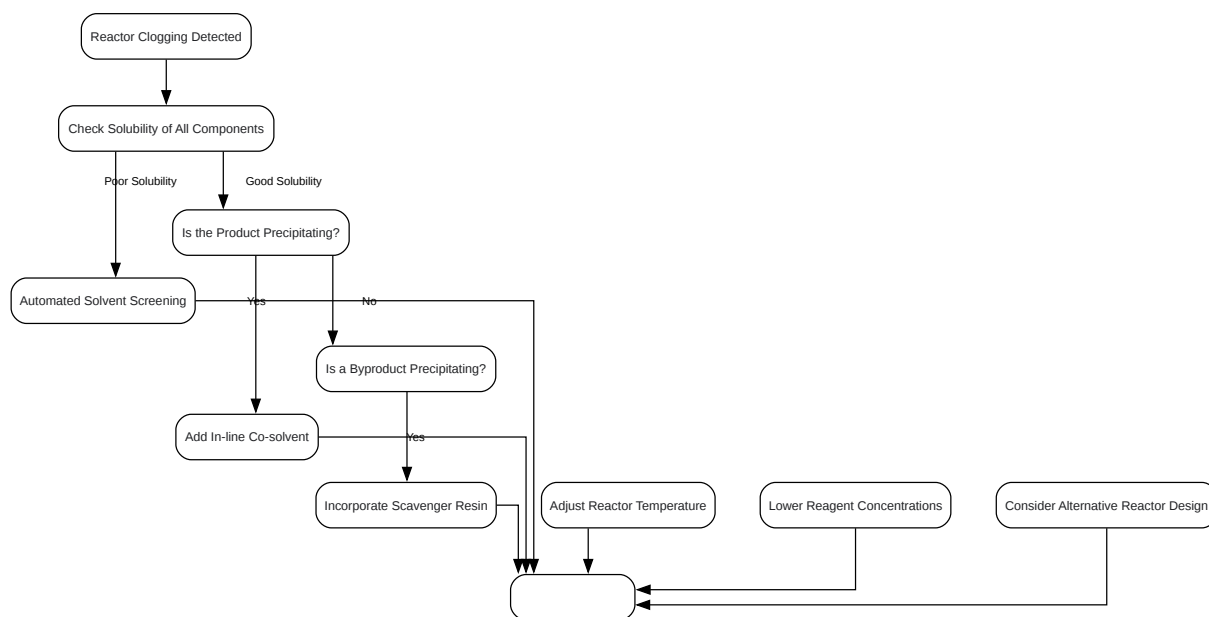 Reactor Clogging Detected
Check Solubility of All Components
Poor Solubility
Good Solubility
Is the Product Precipitating?
Automated Solvent Screening
Yes
No
Is a Byproduct Precipitating?
Add In-line Co-solvent
Yes
Incorporate Scavenger Resin
Adjust Reactor Temperature
Lower Reagent Concentrations
Consider Alternative Reactor Design